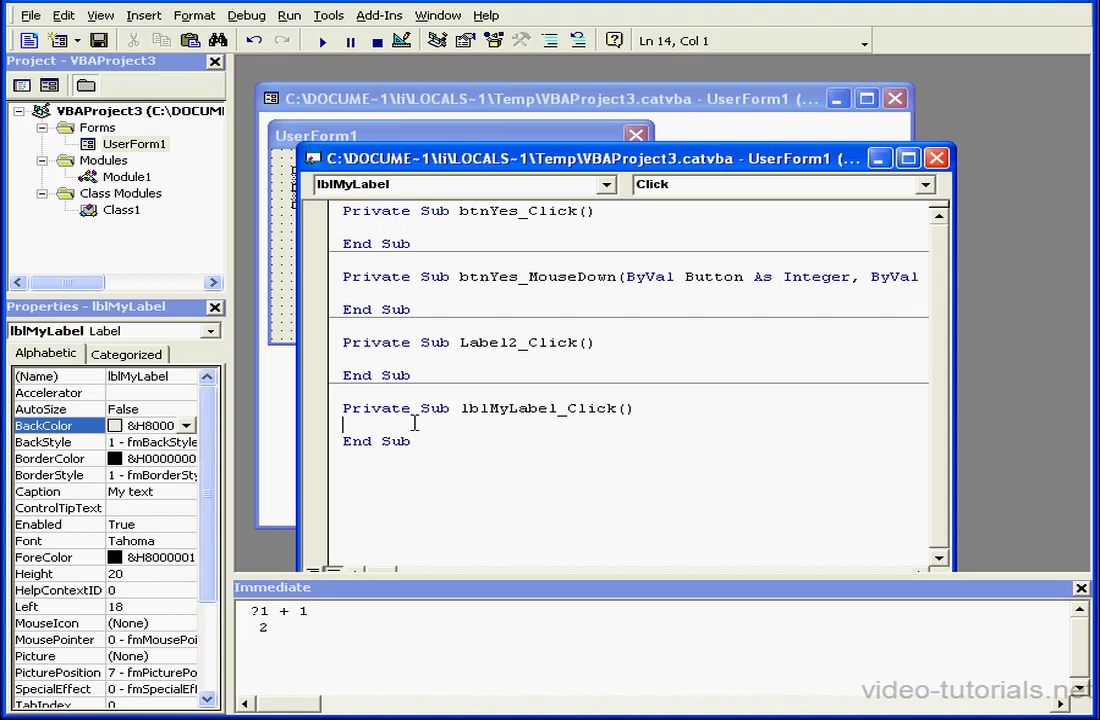 File Edit View Insert Format Debug Run Tools Add-Ins Window Help
Ln 14, Col 1
Project - VBAProject3
VBAProject3 (C:\DOCUMI
Forms
UserForm1
Modules
Module1
Class Modules
Class1
Properties - lblMyLabel
lblMyLabel Label
Alphabetic Categorized
(Name) lblMyLabel
Accelerator
AutoSize False
BackColor &H8000
BackStyle 1 - fmBackStyle
BorderColor &H0000000
BorderStyle 1 - fmBorderSty
Caption My text
ControlTipText
Enabled True
Font Tahoma
ForeColor &H8000001
Height 20
HelpContextID 0
Left 18
MouseIcon (None)
MousePointer 0 - fmMousePoi
Picture (None)
PicturePosition 7 - fmPicturePo
SpecialEffect 0 - fmSpecialEff
TabIndex 0
C:\DOCUME~1\li\LOCALS~1\Temp\VBAProject3.catvba - UserForm1 (...
UserForm1
C:\DOCUME~1\li\LOCALS~1\Temp\VBAProject3.catvba - UserForm1 (...
lblMyLabel Click
Private Sub btnYes_Click()
End Sub
Private Sub btnYes_MouseDown(ByVal Button As Integer, ByVal
End Sub
Private Sub Label2_Click()
End Sub
Private Sub lblMyLabel_Click()
End Sub
Immediate
?1 + 1
2
video-tutorials.net